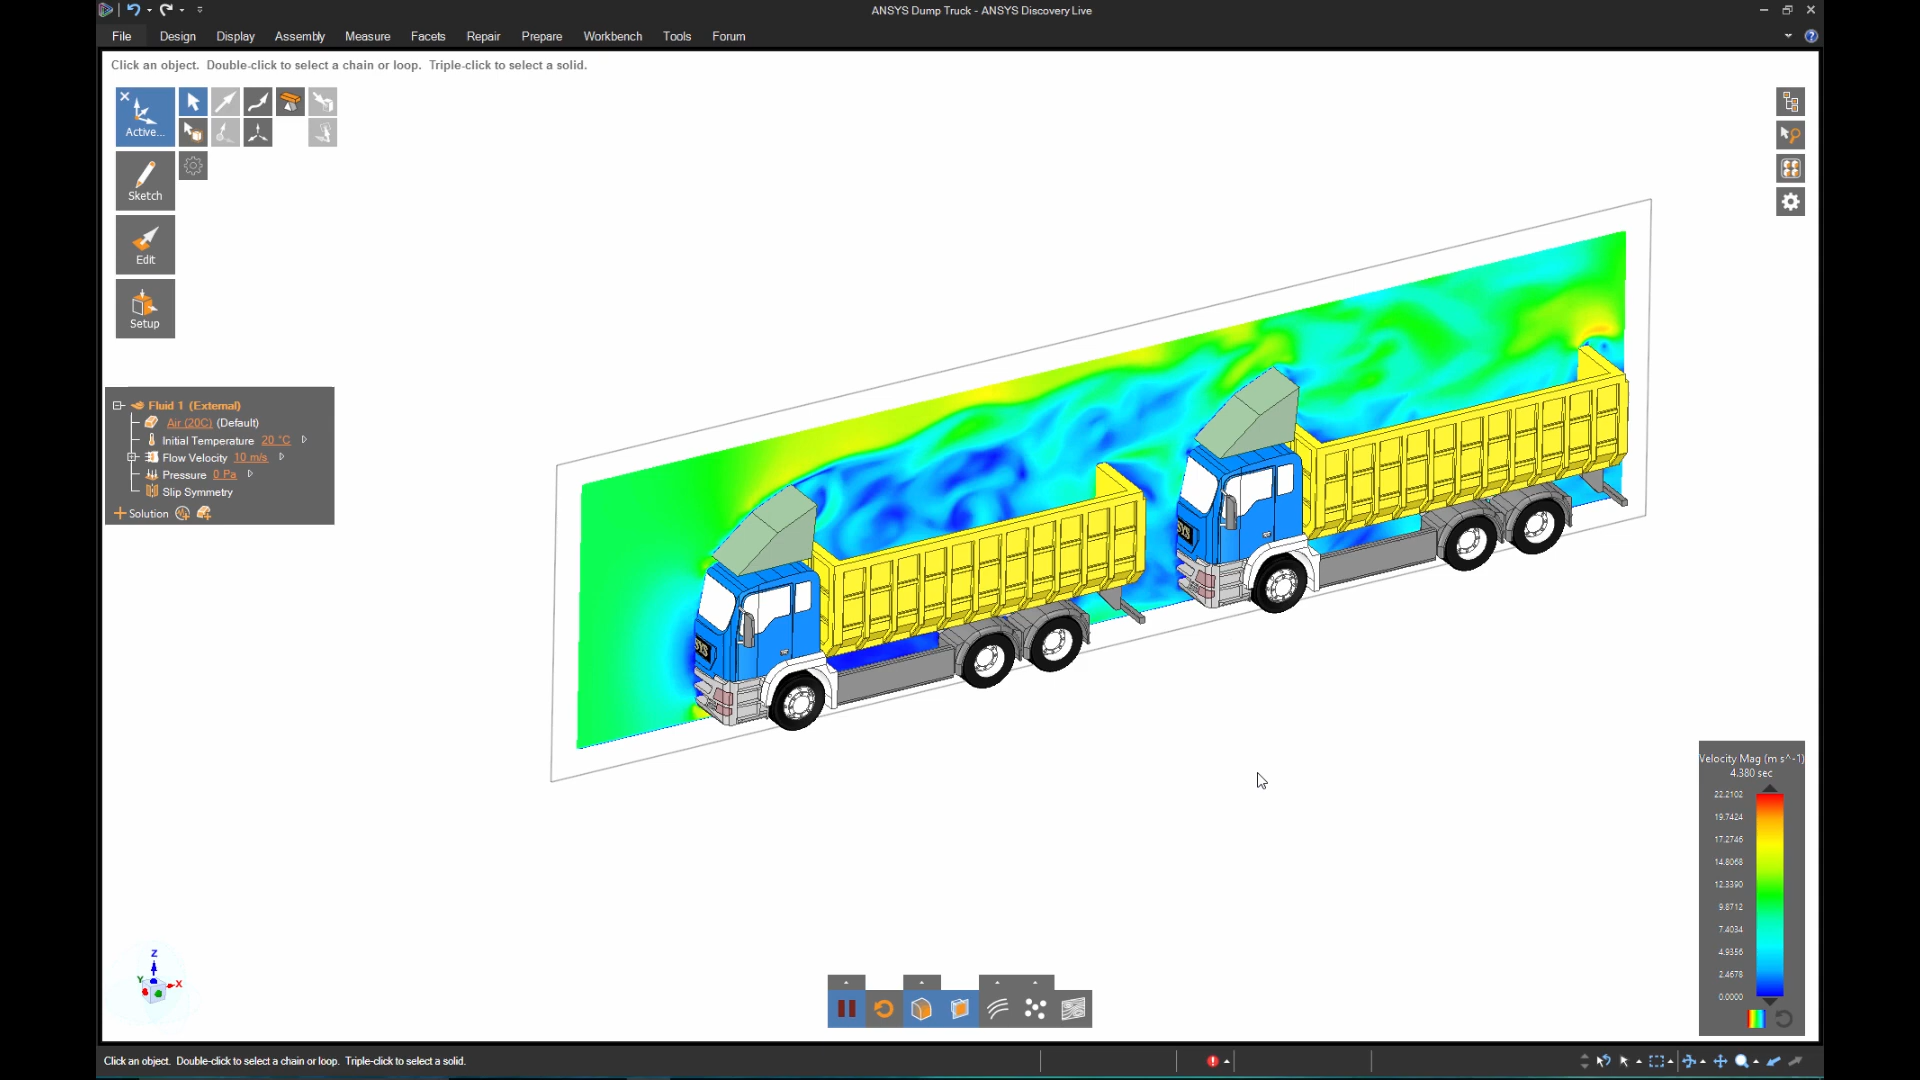 ANSYS Dump Truck - ANSYS Discovery Live
File Design Display Assembly Measure Facets Repair Prepare Workbench Tools Forum
Click an object. Double-click to select a chain or loop. Triple-click to select a solid.
Active...
Sketch
Edit
Setup
Fluid 1 (External)
Air (20C) (Default)
Initial Temperature 20 °C
Flow Velocity 10 m/s
Pressure 0 Pa
Slip Symmetry
Solution
SYS
SYS
Velocity Mag (m s^-1)
4.380 sec
22.2102
19.7424
17.2746
14.8068
12.3390
9.8712
7.4034
4.9356
2.4678
0.0000
Z
Y
X
Click an object. Double-click to select a chain or loop. Triple-click to select a solid.